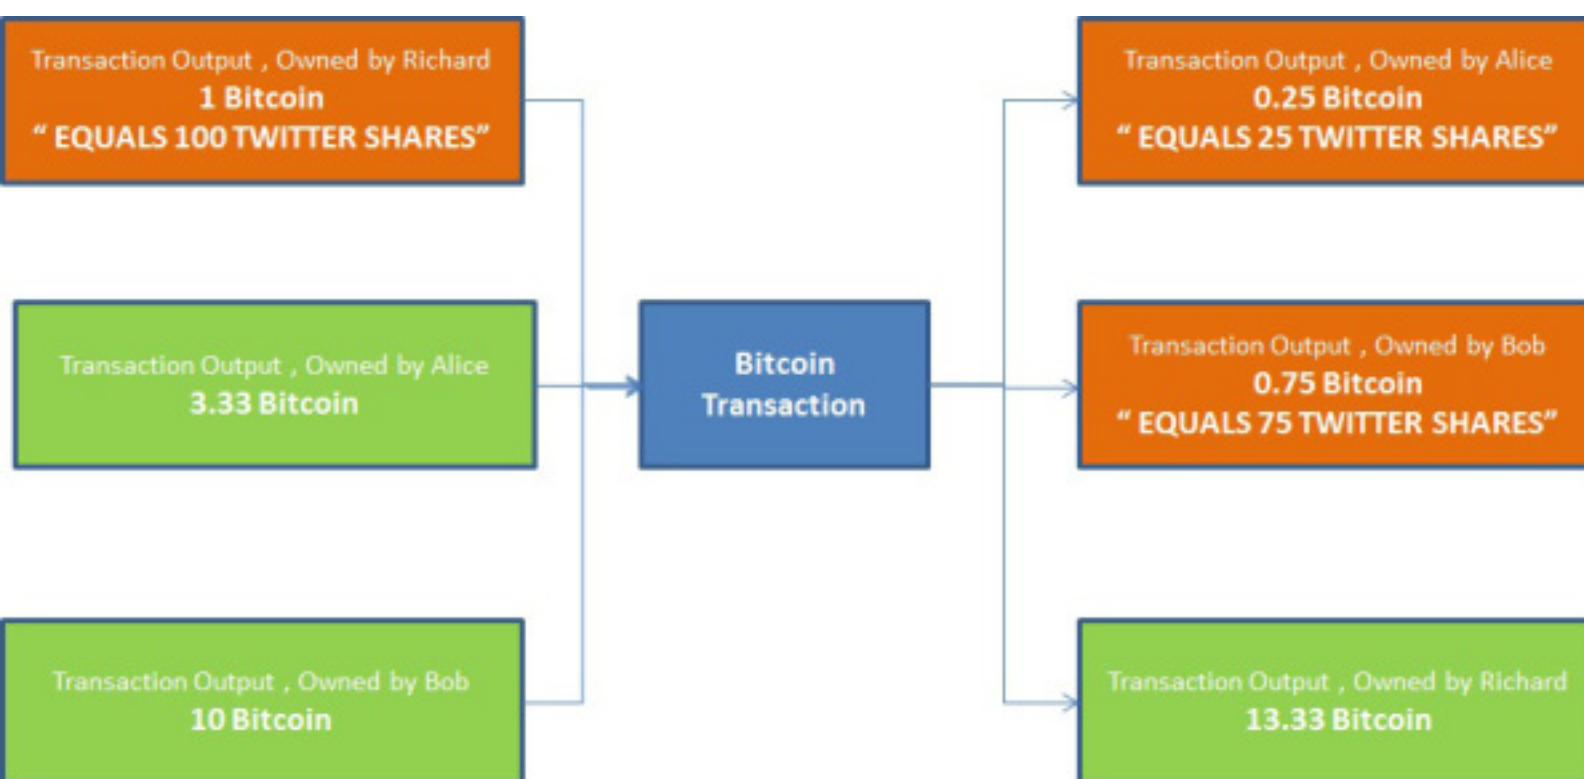 Transaction Output , Owned by Richard
1 Bitcoin
“ EQUALS 100 TWITTER SHARES”
Transaction Output , Owned by Alice
3.33 Bitcoin
Transaction Output , Owned by Bob
10 Bitcoin
Bitcoin
Transaction
Transaction Output , Owned by Alice
0.25 Bitcoin
“ EQUALS 25 TWITTER SHARES”
Transaction Output , Owned by Bob
0.75 Bitcoin
“ EQUALS 75 TWITTER SHARES”
Transaction Output , Owned by Richard
13.33 Bitcoin